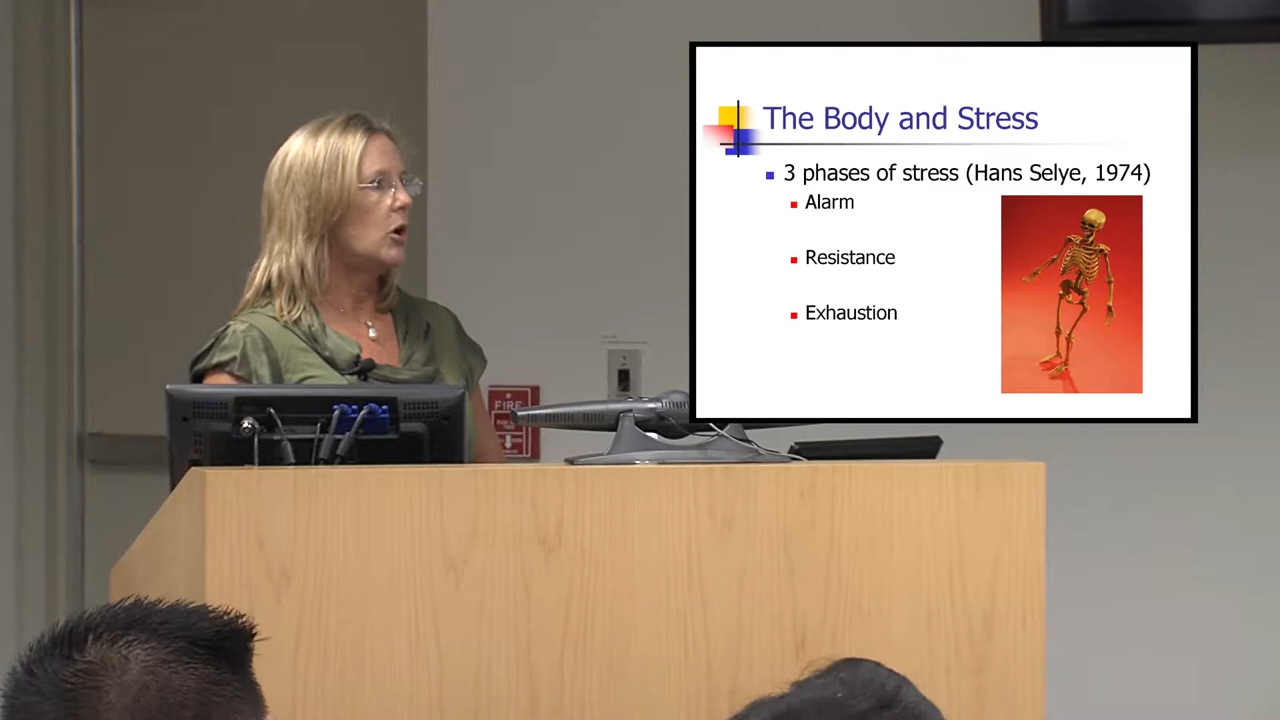 The Body and Stress
3 phases of stress (Hans Selye, 1974)
Alarm
Resistance
Exhaustion
FIRE